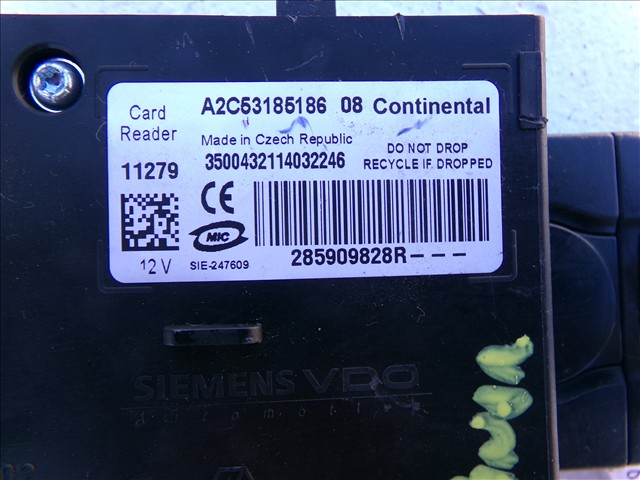 Card Reader
A2C53185186 08 Continental
Made in Czech Republic
11279
3500432114032246
DO NOT DROP
RECYCLE IF DROPPED
CE
MIC
12 V
SIE-247609
285909828R---
SIEMENS VDO
automotive